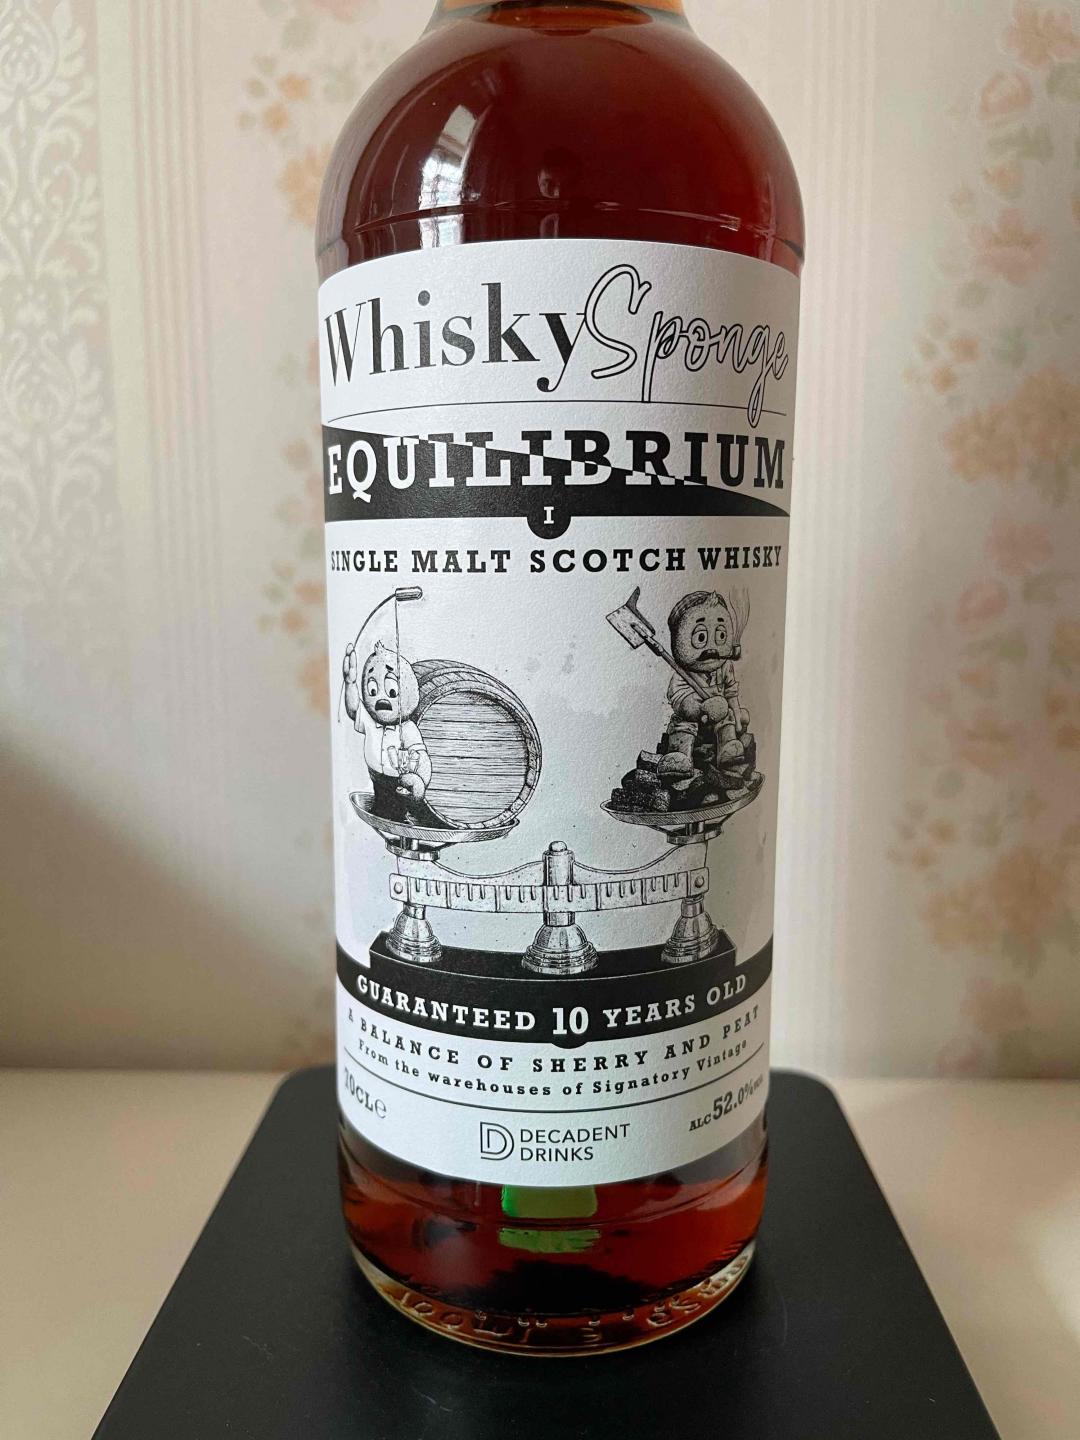 WhiskySponge
EQUILIBRIUM
I
SINGLE MALT SCOTCH WHISKY
GUARANTEED 10 YEARS OLD
A BALANCE OF SHERRY AND PEAT
From the warehouses of Signatory Vintage
70CLe
ALC 52.0% VOL
DECADENT
DRINKS